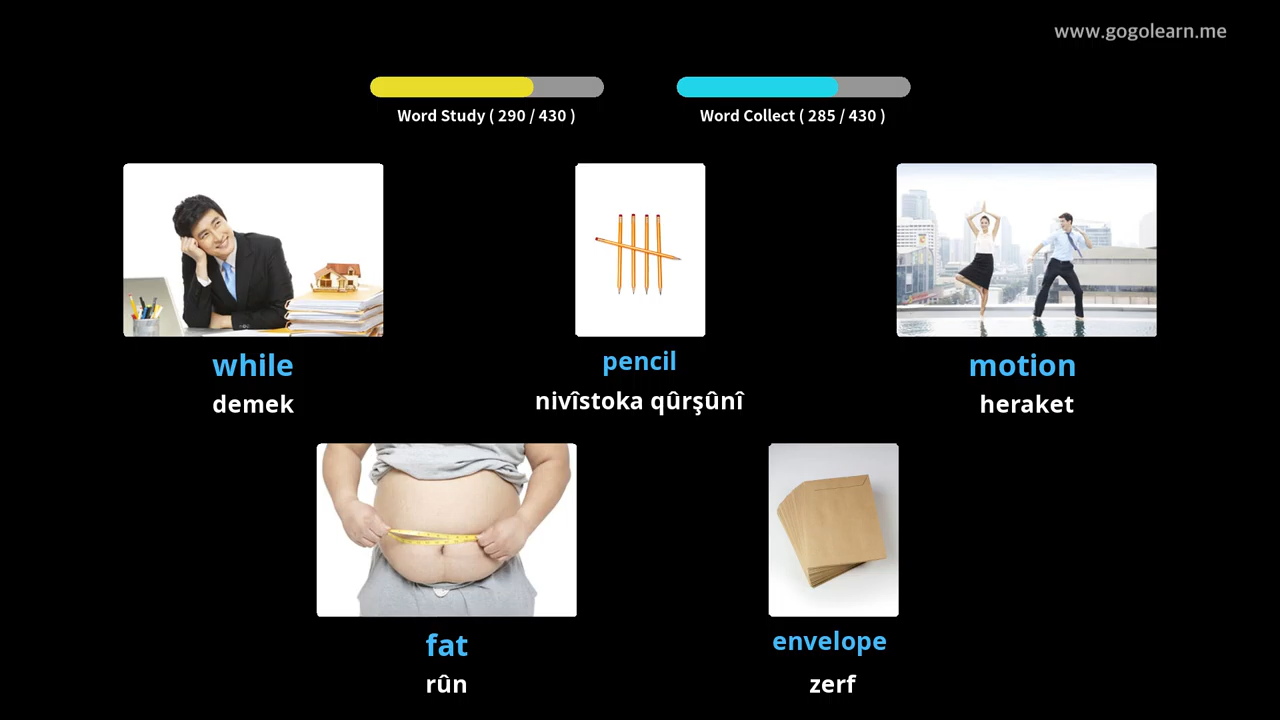 www.gogolearn.me
Word Study ( 290 / 430 )
Word Collect ( 285 / 430 )
while
demek
pencil
nivîstoka qûrşûnî
motion
heraket
fat
rûn
envelope
zerf